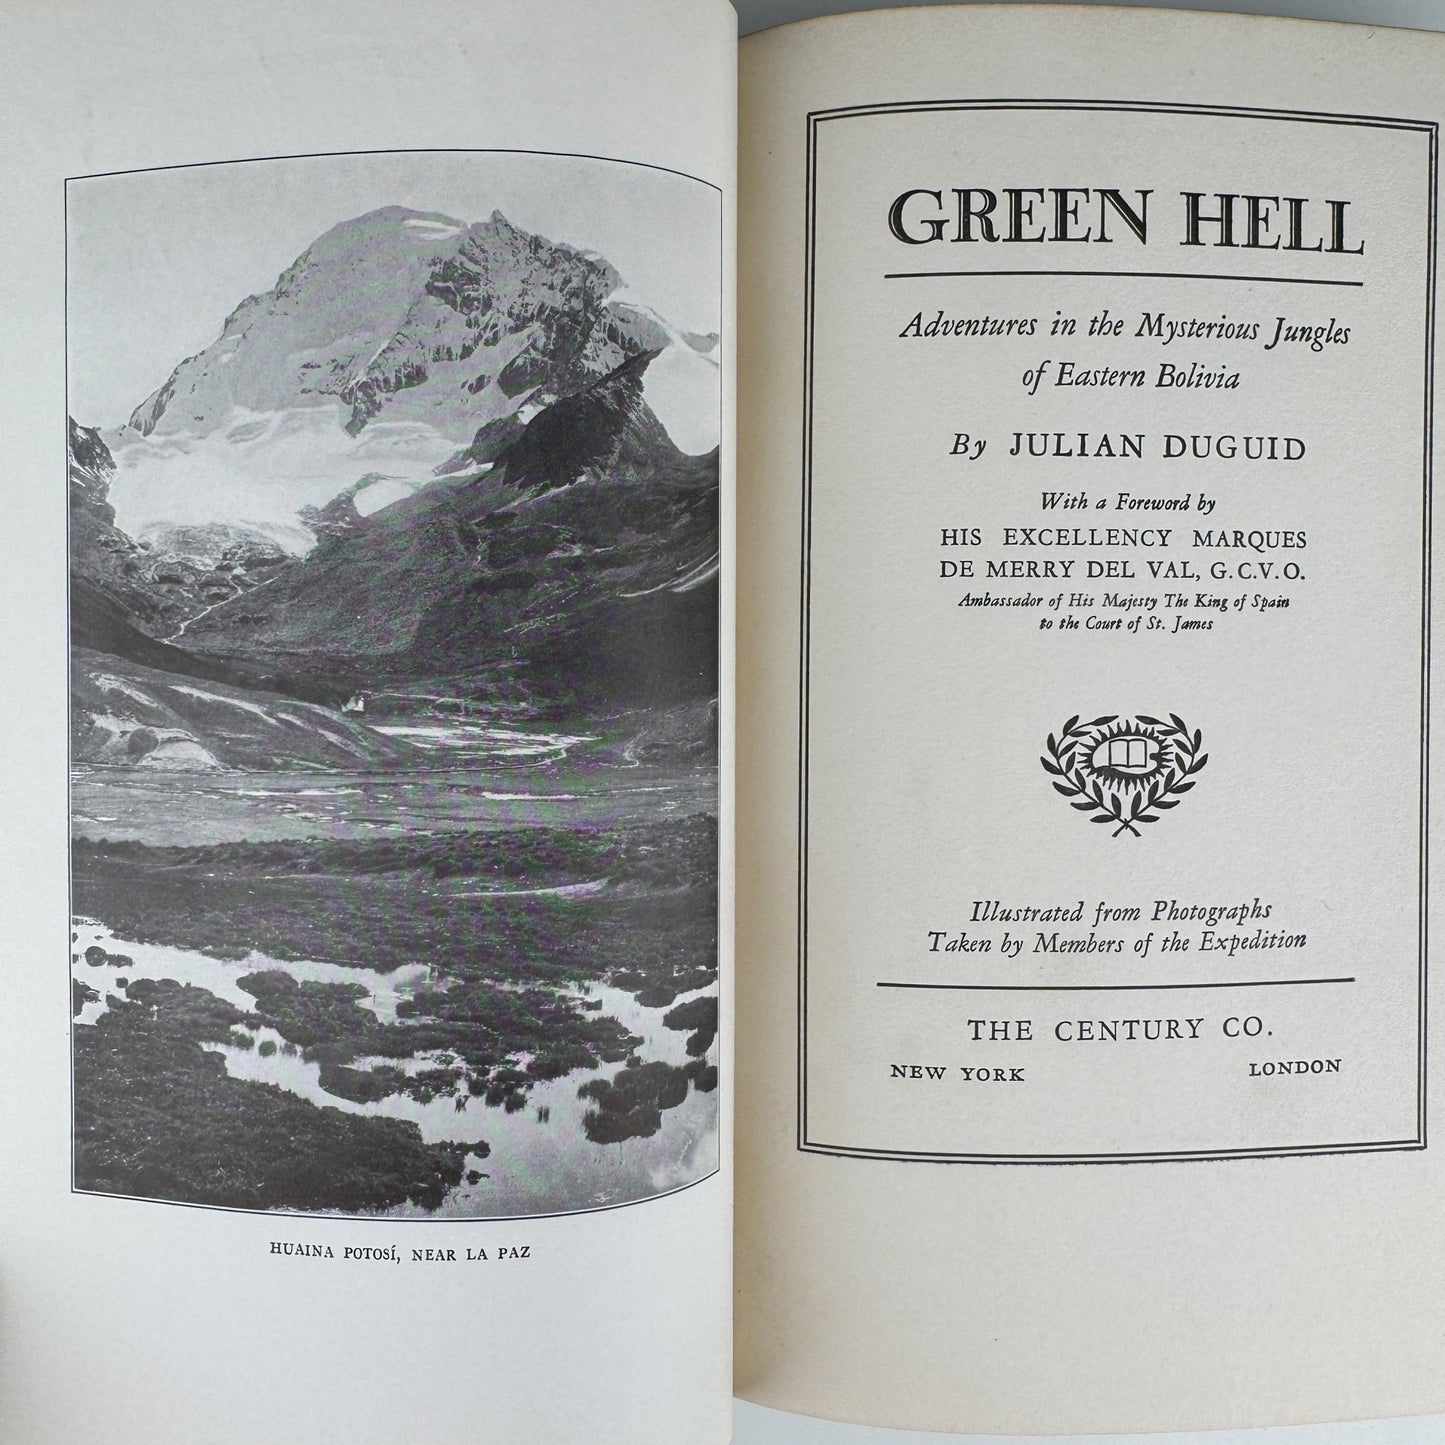 HUAINA POTOSÍ, NEAR LA PAZ
GREEN HELL
Adventures in the Mysterious Jungles
of Eastern Bolivia
By JULIAN DUGUID
With a Foreword by
HIS EXCELLENCY MARQUES
DE MERRY DEL VAL, G.C.V.O.
Ambassador of His Majesty The King of Spain
to the Court of St. James
Illustrated from Photographs
Taken by Members of the Expedition
THE CENTURY CO.
NEW YORK LONDON